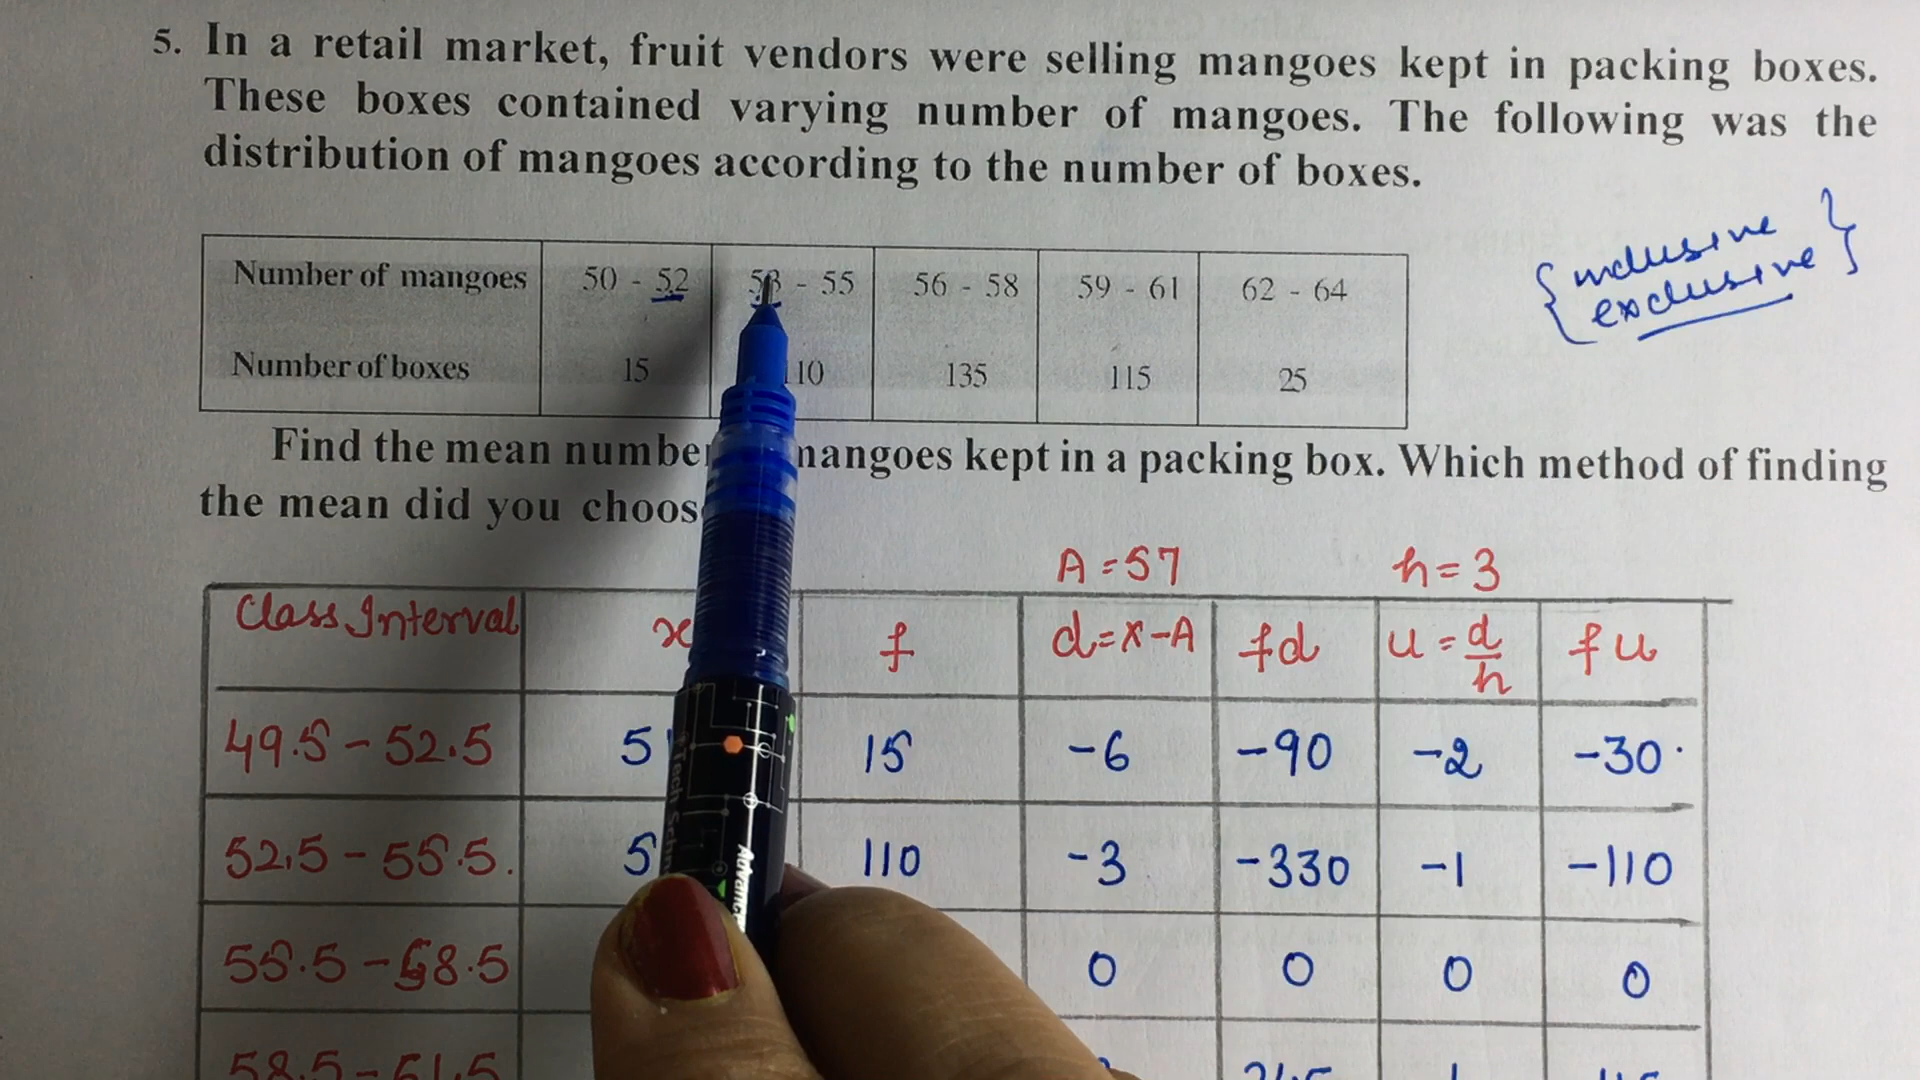 5. In a retail market, fruit vendors were selling mangoes kept in packing boxes.
These boxes contained varying number of mangoes. The following was the
distribution of mangoes according to the number of boxes.
{inclusive
exclusive}
Number of mangoes 50 - 52 53 - 55 56 - 58 59 - 61 62 - 64
Number of boxes 15 110 135 115 25
Find the mean number mangoes kept in a packing box. Which method of finding
the mean did you
A = 57 h = 3
Class Interval x f d = x - A fd u = d/h fu
49.5 - 52.5 15 -6 -90 -2 -30
52.5 - 55.5 110 -3 -330 -1 -110
55.5 - 58.5 0 0 0 0
58.5 - 61.5